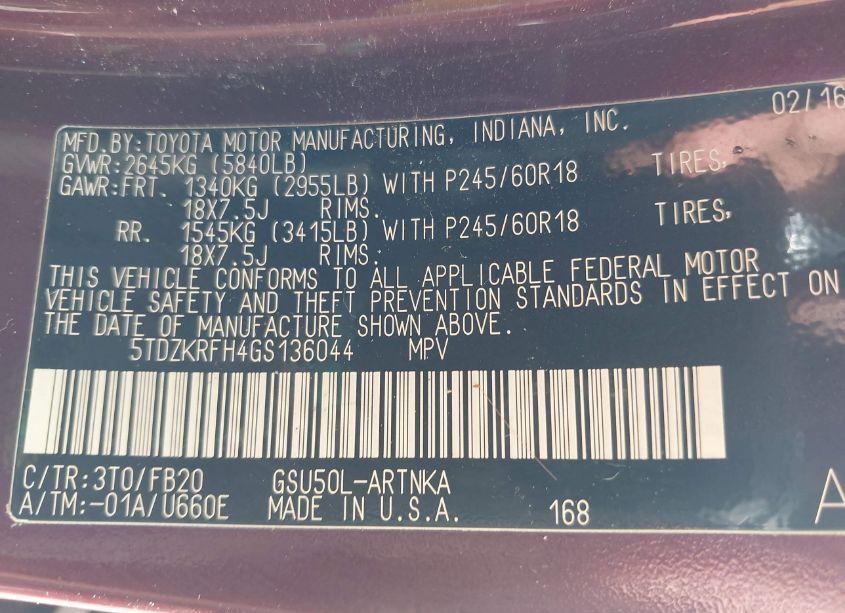 02/16
MFD.BY:TOYOTA MOTOR MANUFACTURING, INDIANA, INC.
GVWR:2645KG (5840LB)
GAWR:FRT. 1340KG (2955LB) WITH P245/60R18 TIRES,
18X7.5J RIMS.
RR. 1545KG (3415LB) WITH P245/60R18 TIRES,
18X7.5J RIMS.
THIS VEHICLE CONFORMS TO ALL APPLICABLE FEDERAL MOTOR
VEHICLE SAFETY AND THEFT PREVENTION STANDARDS IN EFFECT ON
THE DATE OF MANUFACTURE SHOWN ABOVE.
5TDZKRFH4GS136044 MPV
C/TR:3T0/FB20 GSU50L-ARTNKA
A/TM:-01A/U660E MADE IN U.S.A. 168
A